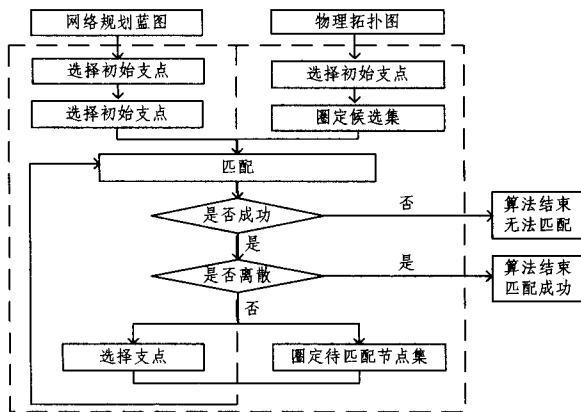 网络规划蓝图
物理拓扑图
选择初始支点
选择初始支点
选择初始支点
圈定候选集
匹配
是否成功
否
算法结束
无法匹配
是
是否离散
是
算法结束
匹配成功
否
选择支点
圈定待匹配节点集